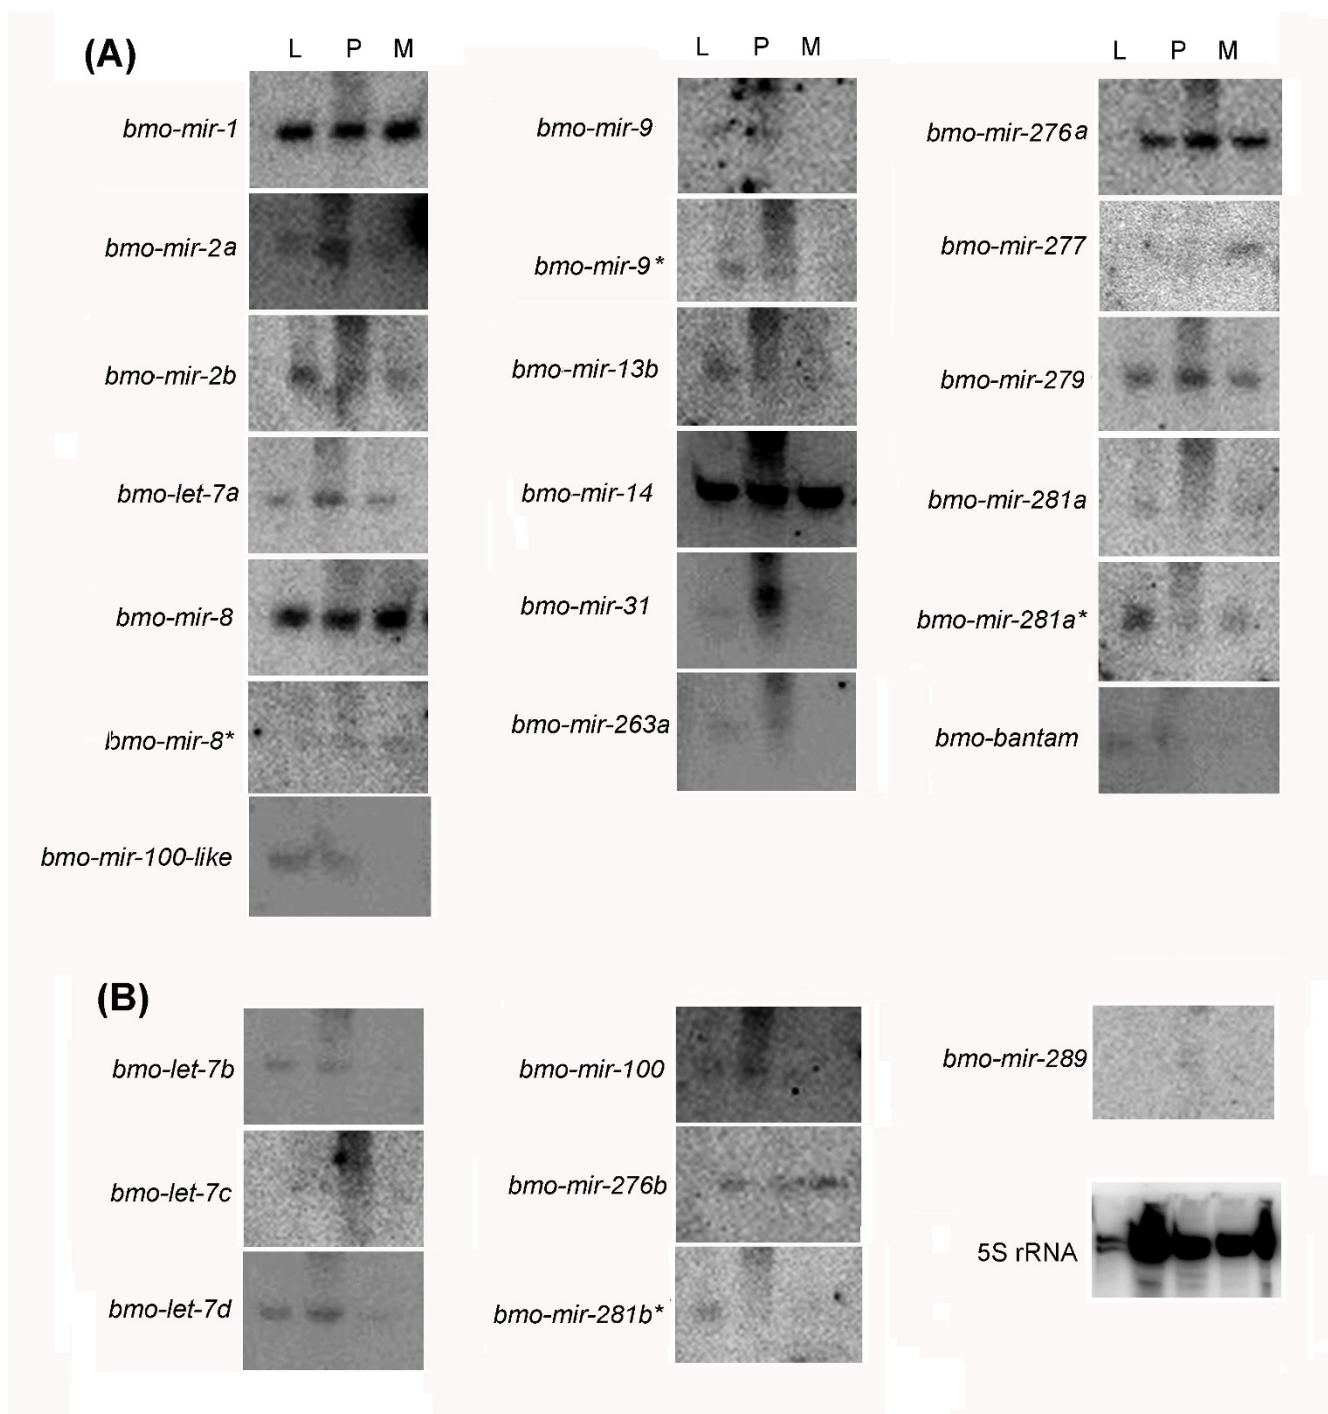 (A)
L P M
bmo-mir-1
bmo-mir-2a
bmo-mir-2b
bmo-let-7a
bmo-mir-8
bmo-mir-8*
bmo-mir-100-like
L P M
bmo-mir-9
bmo-mir-9*
bmo-mir-13b
bmo-mir-14
bmo-mir-31
bmo-mir-263a
L P M
bmo-mir-276a
bmo-mir-277
bmo-mir-279
bmo-mir-281a
bmo-mir-281a*
bmo-bantam
(B)
bmo-let-7b
bmo-let-7c
bmo-let-7d
bmo-mir-100
bmo-mir-276b
bmo-mir-281b*
bmo-mir-289
5S rRNA